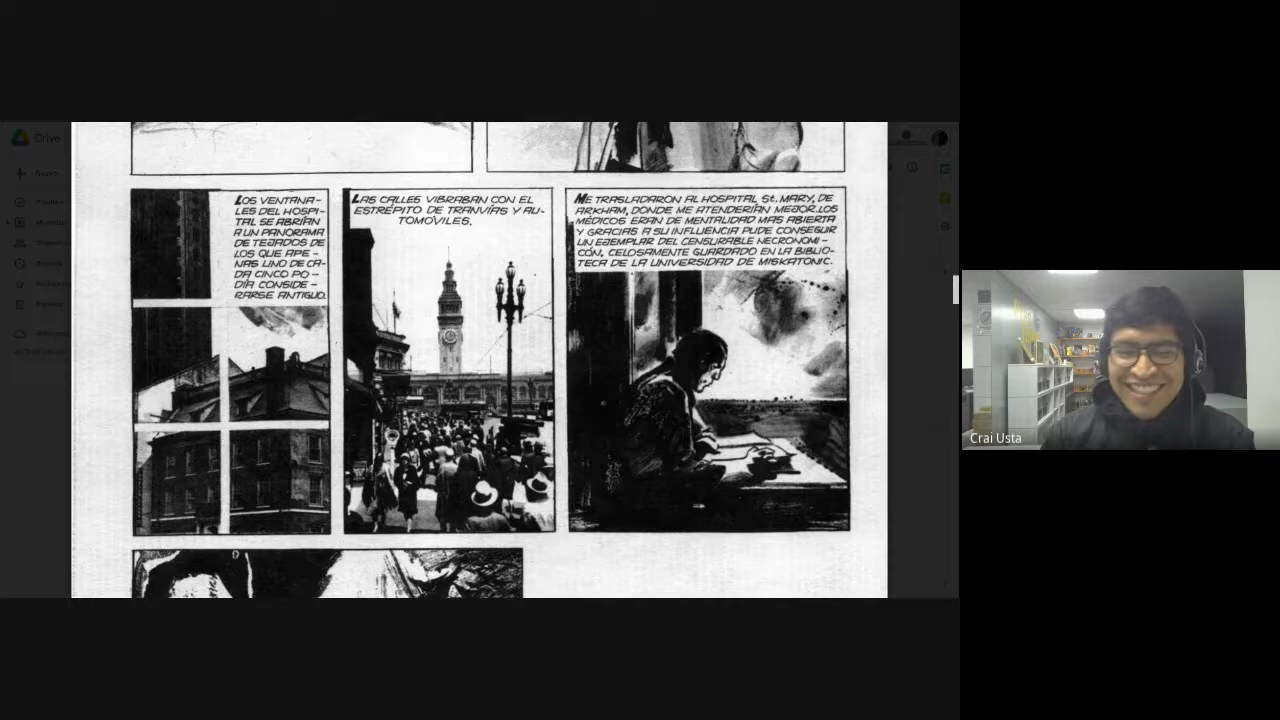 Drive
Nuevo
LOS VENTANA-
LES DEL HOSPI-
TAL SE ABRÍAN
A UN PANORAMA
DE TEJADOS DE
LOS QUE APE-
NAS UNO DE CA-
DA CINCO PO-
DÍA CONSIDE-
RARSE ANTIGUO.
LAS CALLES VIBRABAN CON EL
ESTRÉPITO DE TRANVÍAS Y AU-
TOMÓVILES.
ME TRASLADARON AL HOSPITAL St. MARY, DE
ARKHAM, DONDE ME ATENDERÍAN MEJOR. LOS
MÉDICOS ERAN DE MENTALIDAD MAS ABIERTA
Y GRACIAS A SU INFLUENCIA PUDE CONSEGUIR
UN EJEMPLAR DEL CENSURABLE NECRONOMI-
CÓN, CELOSAMENTE GUARDADO EN LA BIBLIO-
TECA DE LA UNIVERSIDAD DE MISKATONIC.
Crai Usta